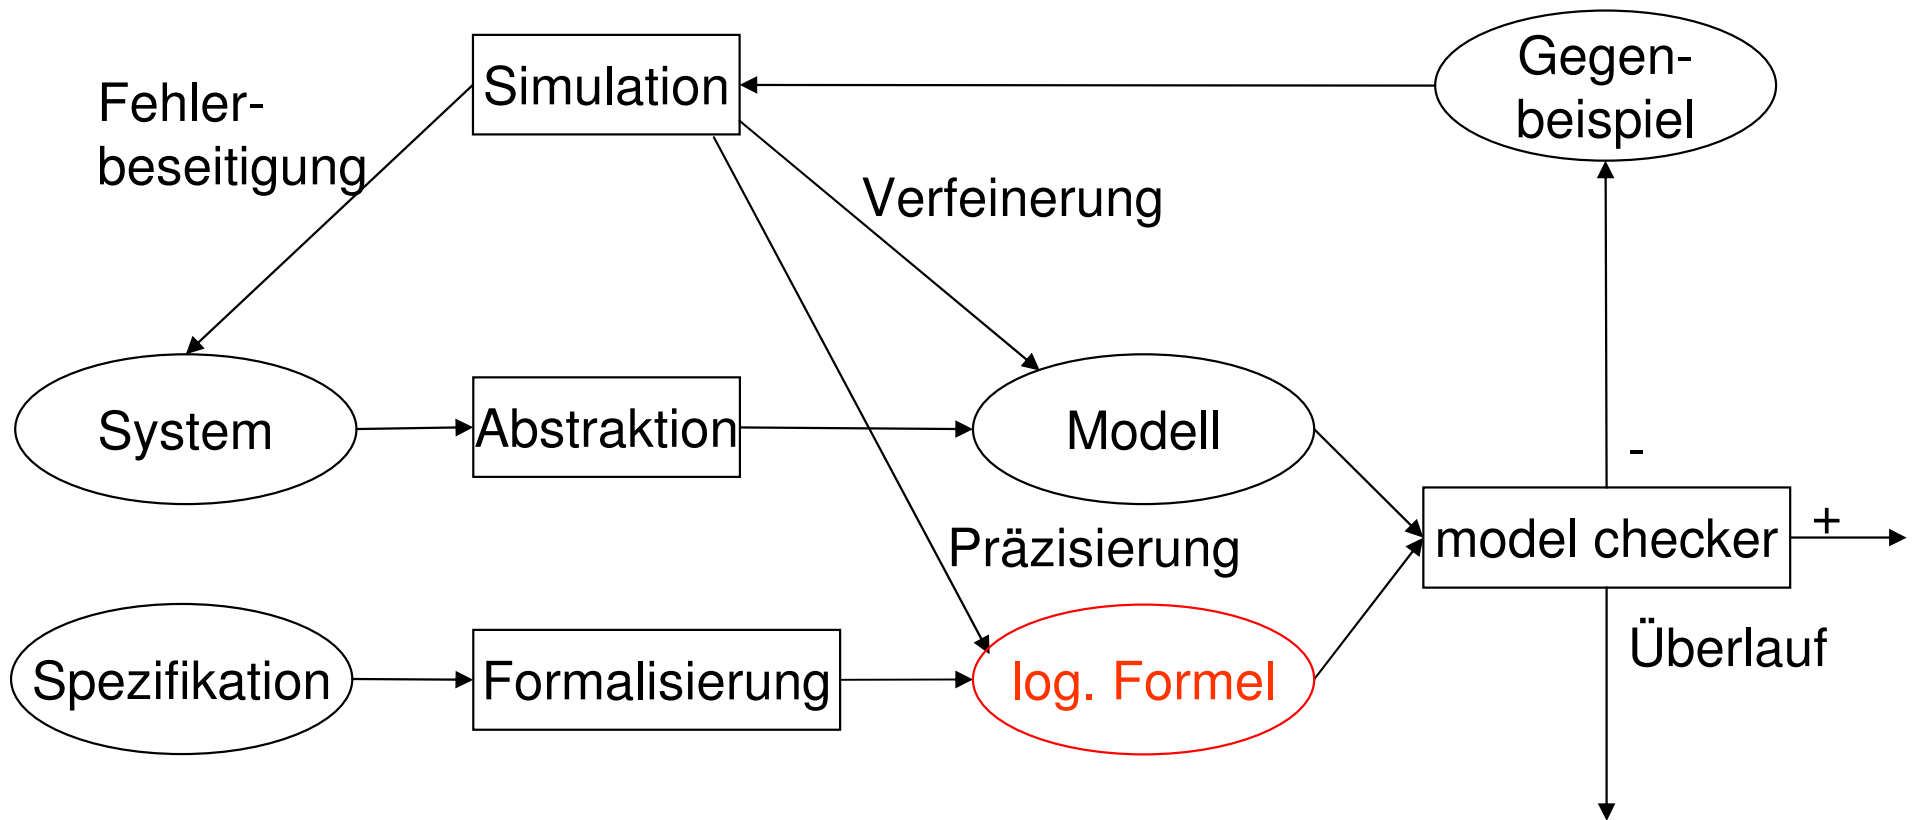 Gegen-
beispiel
Simulation
Fehler-
beseitigung
Verfeinerung
System
Abstraktion
Modell
-
model checker
+
Präzisierung
Überlauf
Spezifikation
Formalisierung
log. Formel